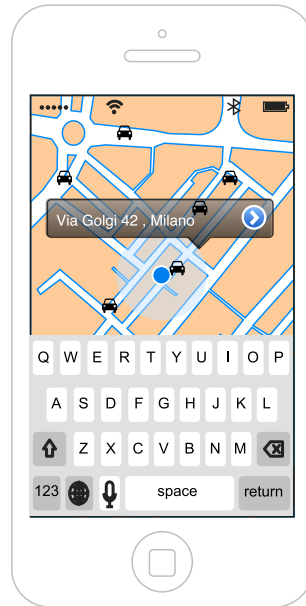 Via Golgi 42 , Milano
Q W E R T Y U I O P
A S D F G H J K L
Z X C V B N M
123 space return